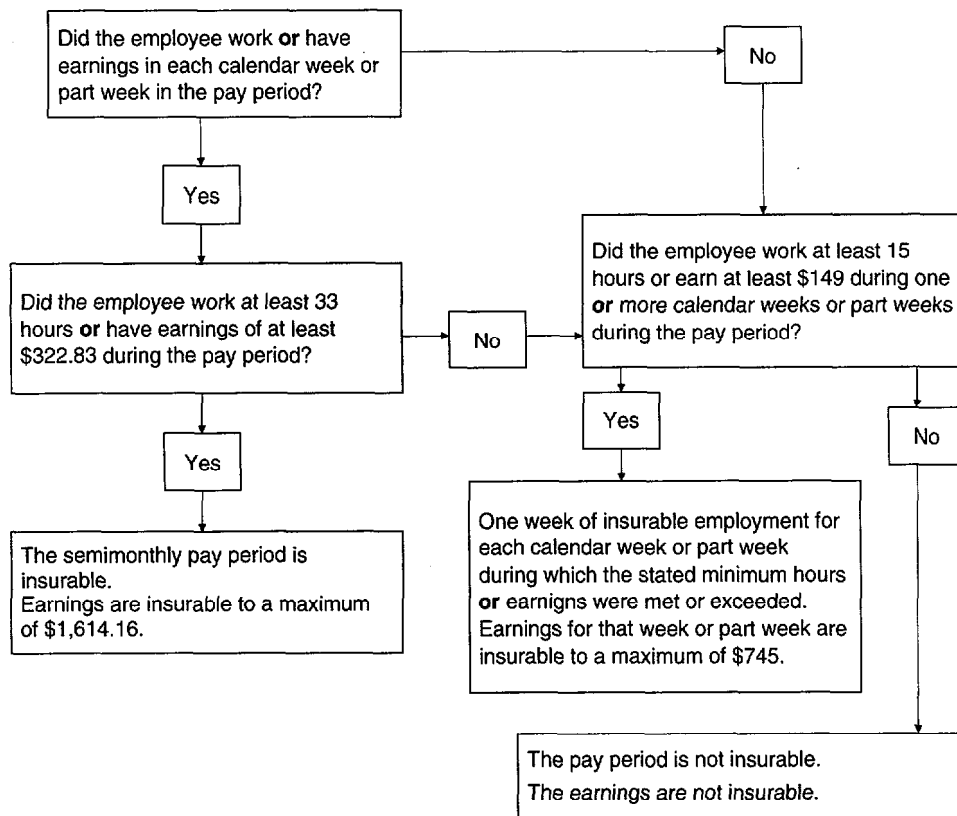 Did the employee work or have
earnings in each calendar week or
part week in the pay period?
No
Yes
Did the employee work at least 15
hours or earn at least $149 during one
or more calendar weeks or part weeks
during the pay period?
Did the employee work at least 33
hours or have earnings of at least
$322.83 during the pay period?
No
Yes
No
Yes
One week of insurable employment for
each calendar week or part week
during which the stated minimum hours
or earnigns were met or exceeded.
Earnings for that week or part week are
insurable to a maximum of $745.
The semimonthly pay period is
insurable.
Earnings are insurable to a maximum
of $1,614.16.
The pay period is not insurable.
The earnings are not insurable.